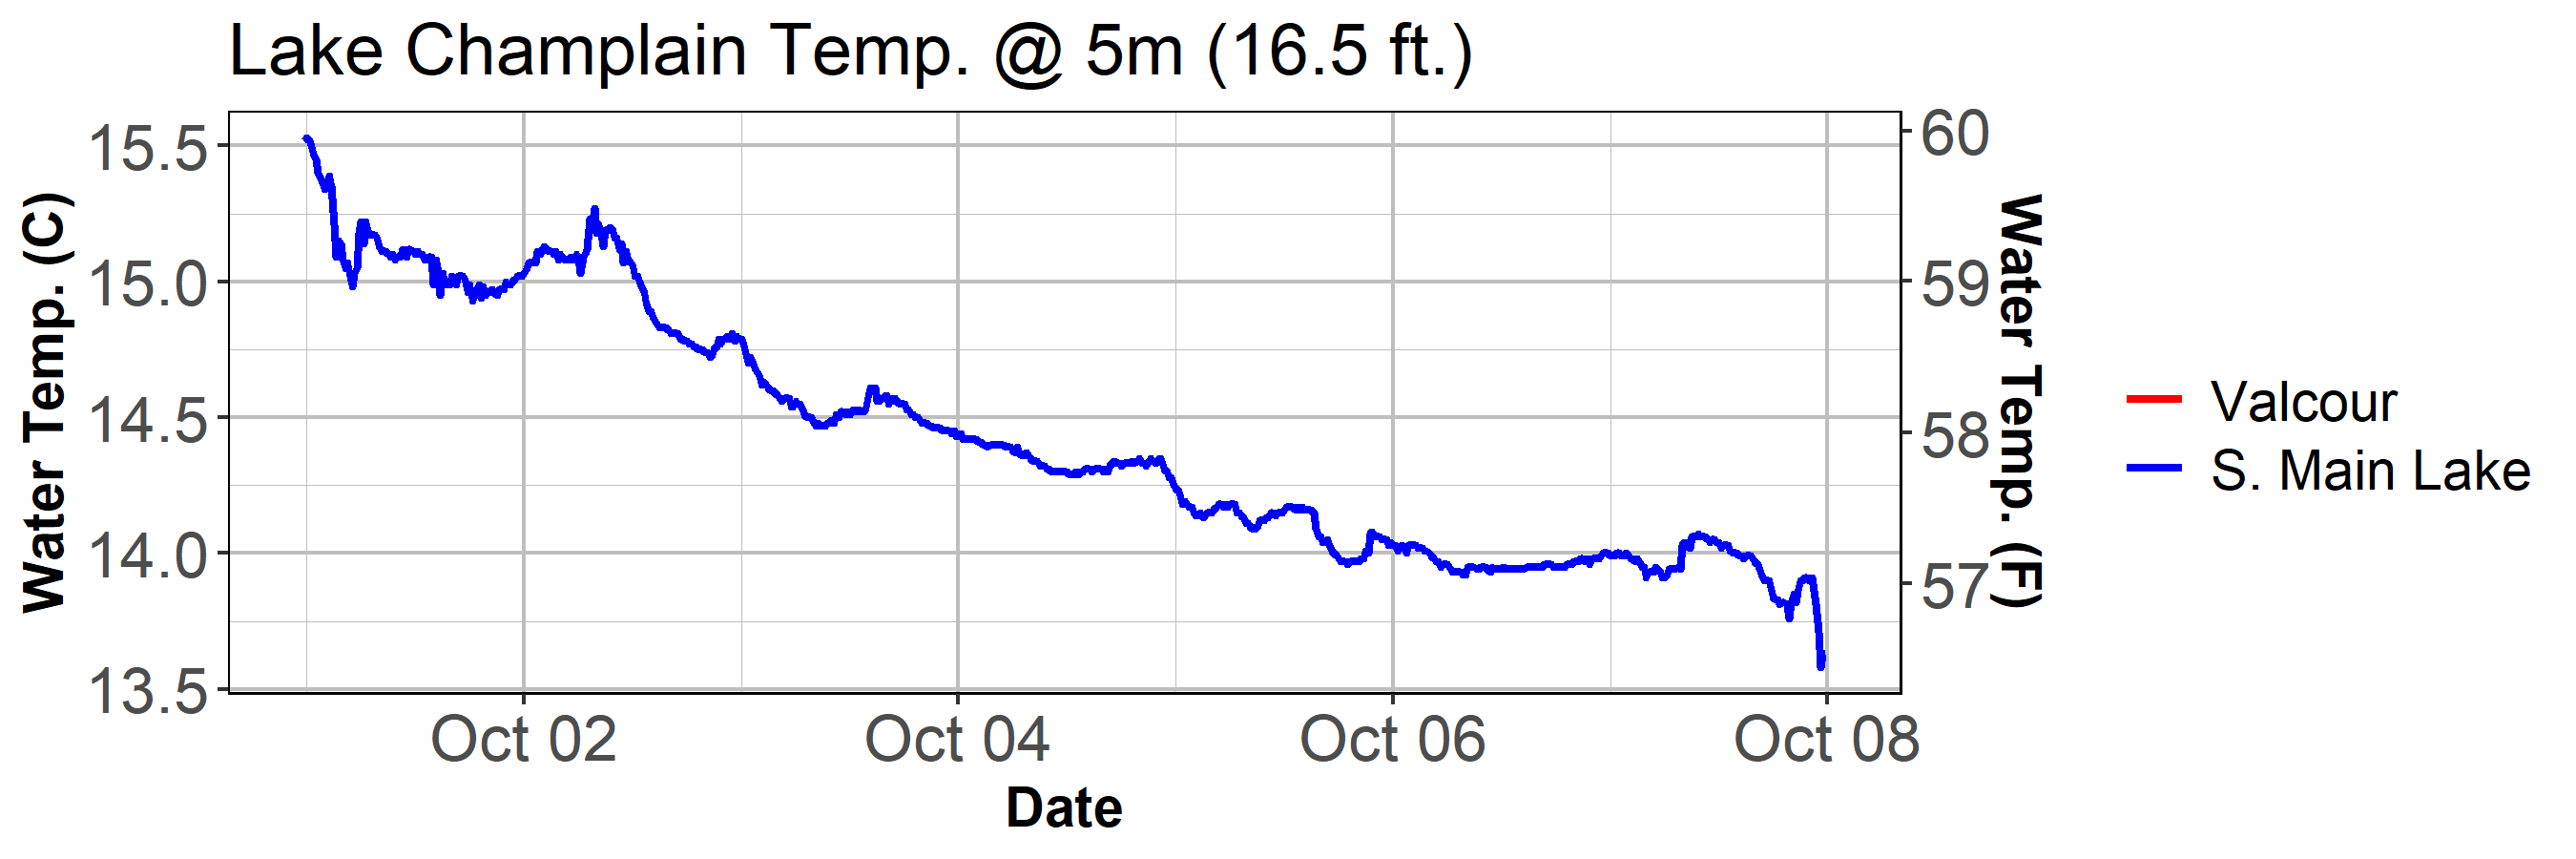 Lake Champlain Temp. @ 5m (16.5 ft.)
Water Temp. (C)
15.5
15.0
14.5
14.0
13.5
60
59
58
57
Water Temp. (F)
Oct 02
Oct 04
Oct 06
Oct 08
Date
Valcour
S. Main Lake